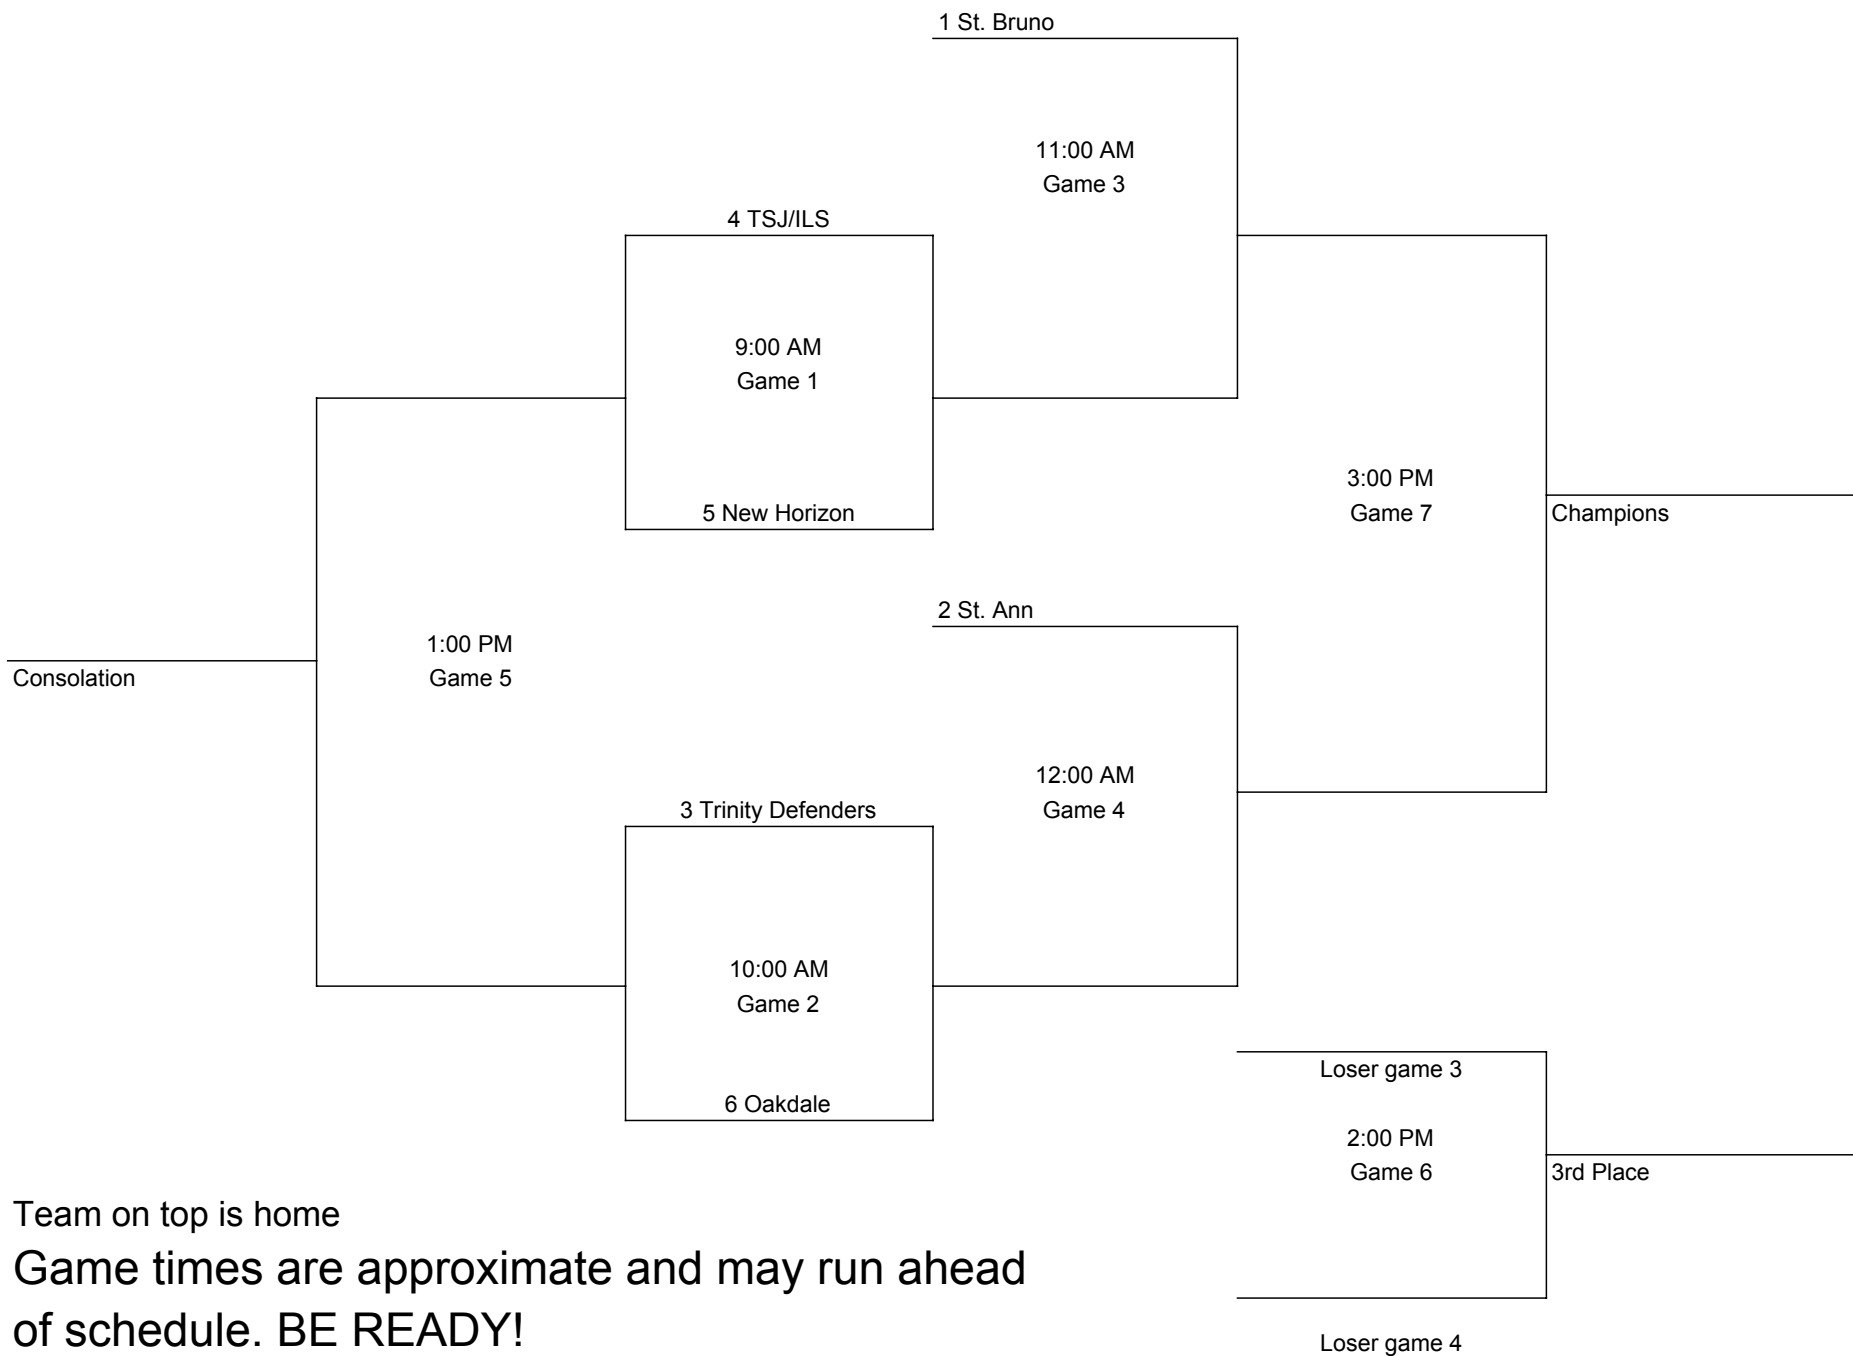 1 St. Bruno
11:00 AM
Game 3
4 TSJ/ILS
9:00 AM
Game 1
5 New Horizon
3:00 PM
Game 7
Champions
2 St. Ann
1:00 PM
Game 5
Consolation
12:00 AM
Game 4
3 Trinity Defenders
10:00 AM
Game 2
6 Oakdale
Loser game 3
2:00 PM
Game 6
3rd Place
Loser game 4
Team on top is home
Game times are approximate and may run ahead
of schedule. BE READY!